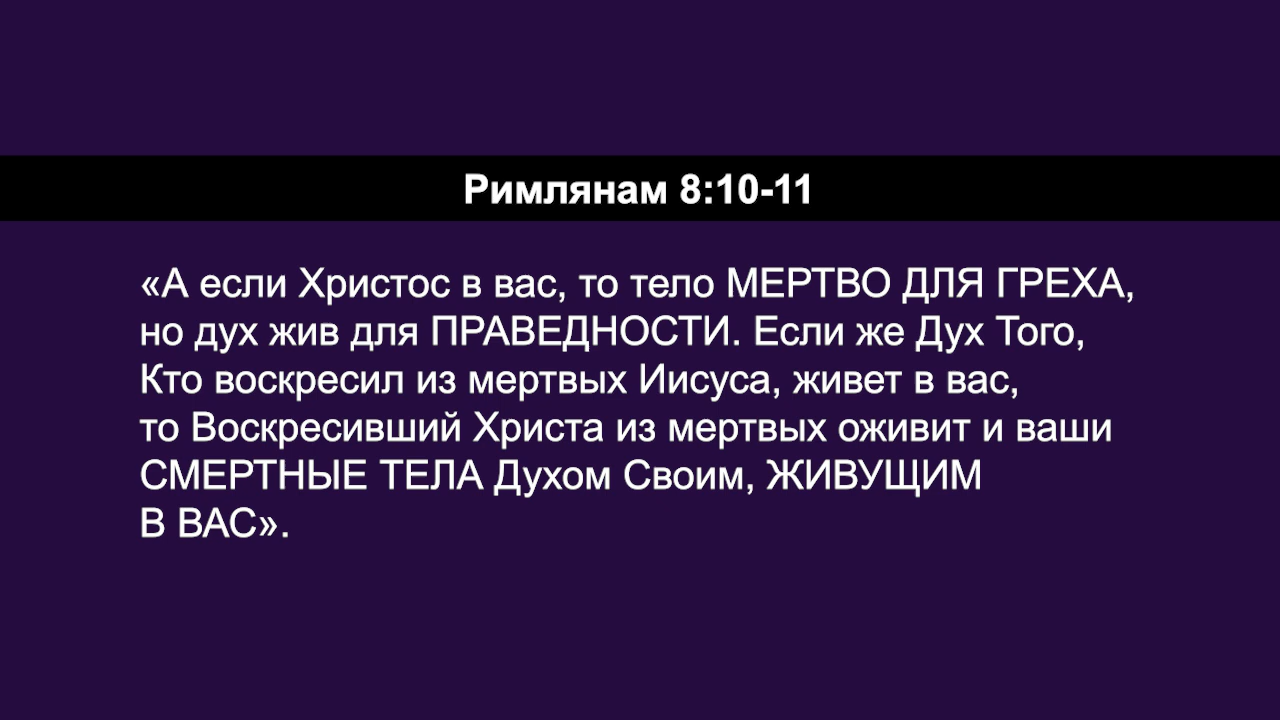 Римлянам 8:10-11
«А если Христос в вас, то тело МЕРТВО ДЛЯ ГРЕХА,
но дух жив для ПРАВЕДНОСТИ. Если же Дух Того,
Кто воскресил из мертвых Иисуса, живет в вас,
то Воскресивший Христа из мертвых оживит и ваши
СМЕРТНЫЕ ТЕЛА Духом Своим, ЖИВУЩИМ
В ВАС».